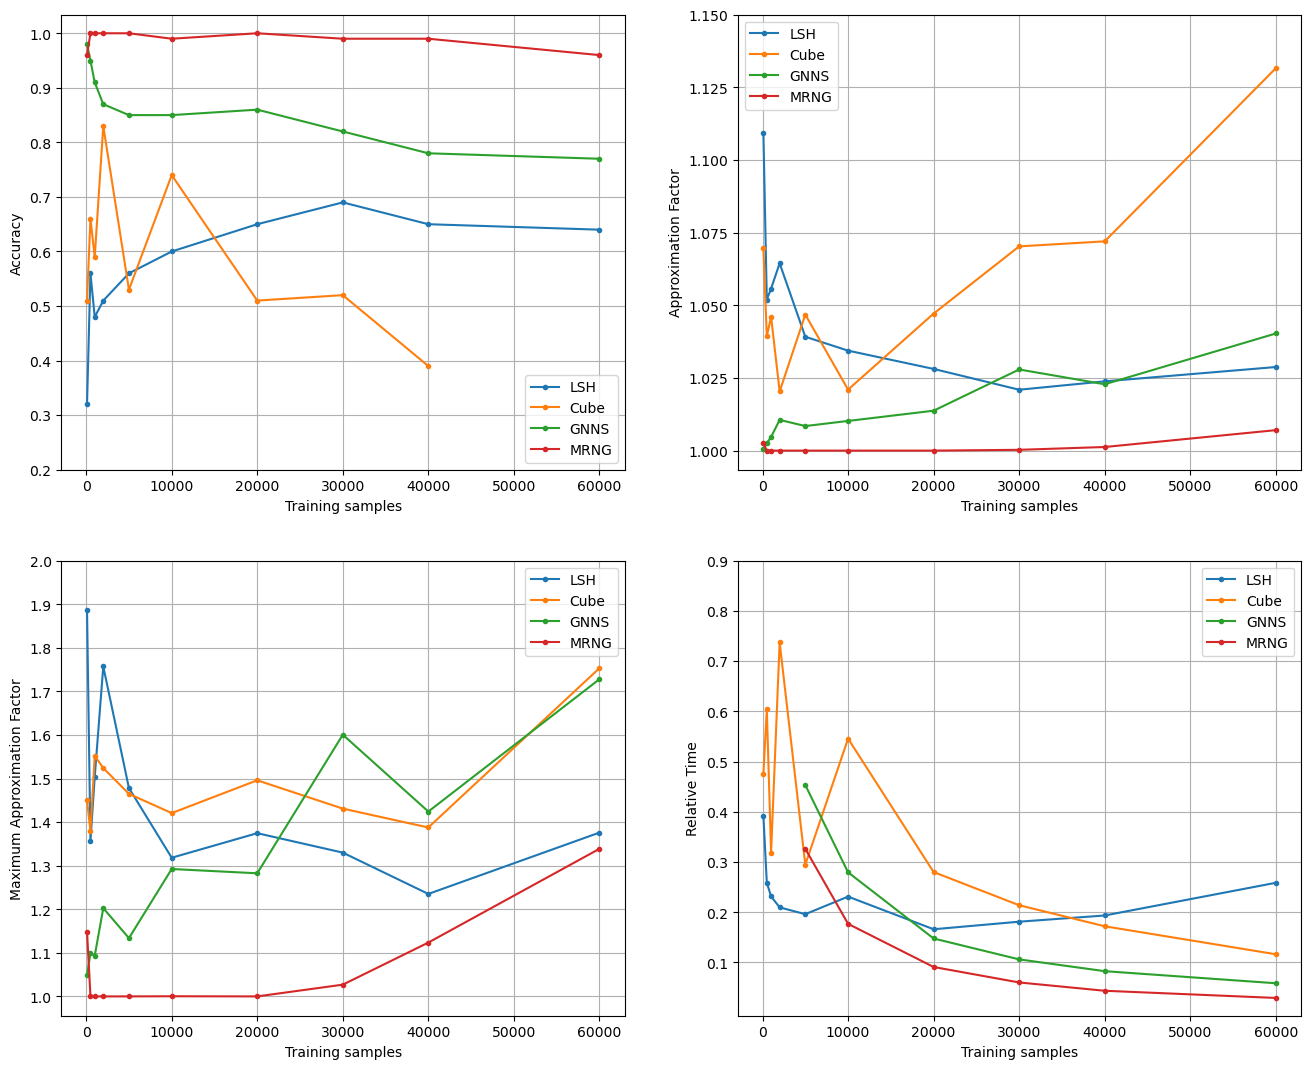 1.0
0.9
0.8
0.7
0.6
0.5
0.4
0.3
0.2
Accuracy
LSH
Cube
GNNS
MRNG
0 10000 20000 30000 40000 50000 60000
Training samples
1.150
1.125
1.100
1.075
1.050
1.025
1.000
Approximation Factor
LSH
Cube
GNNS
MRNG
0 10000 20000 30000 40000 50000 60000
Training samples
2.0
1.9
1.8
1.7
1.6
1.5
1.4
1.3
1.2
1.1
1.0
Maximum Approximation Factor
LSH
Cube
GNNS
MRNG
0 10000 20000 30000 40000 50000 60000
Training samples
0.9
0.8
0.7
0.6
0.5
0.4
0.3
0.2
0.1
Relative Time
LSH
Cube
GNNS
MRNG
0 10000 20000 30000 40000 50000 60000
Training samples